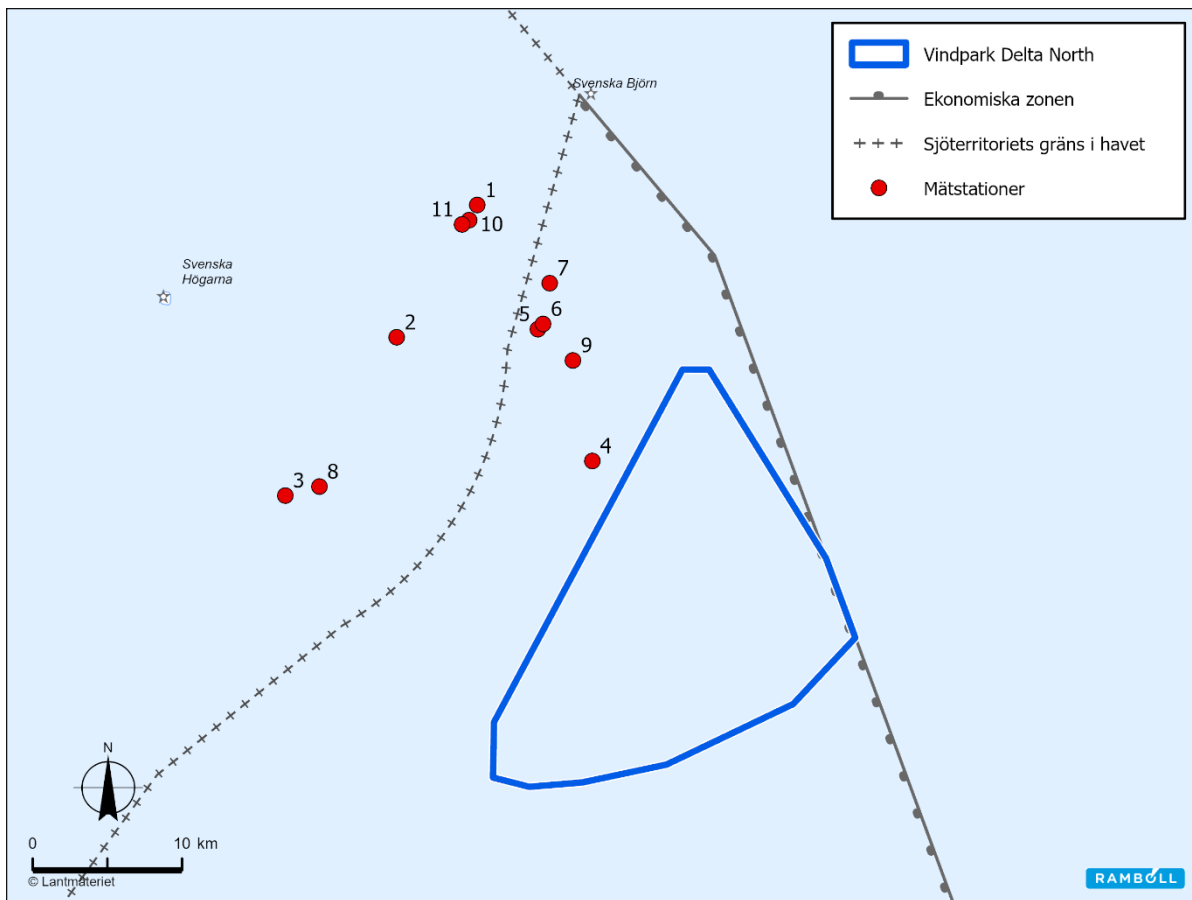 Svenska Björn
Vindpark Delta North
Ekonomiska zonen
Sjöterritoriets gräns i havet
Mätstationer
1
11
10
Svenska
Högarna
7
5
6
2
9
4
3
8
N
0
10 km
© Lantmäteriet
RAMBOLL